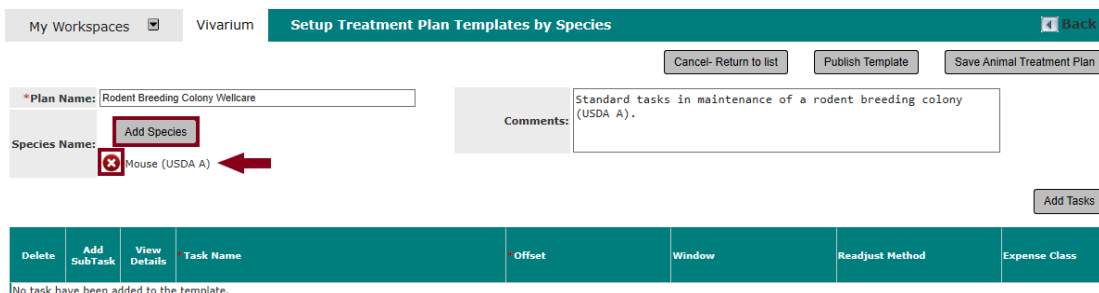 My Workspaces Vivarium Setup Treatment Plan Templates by Species Back
Cancel- Return to list Publish Template Save Animal Treatment Plan
*Plan Name: Rodent Breeding Colony Wellcare
Comments: Standard tasks in maintenance of a rodent breeding colony
(USDA A).
Species Name: Add Species
Mouse (USDA A)
Add Tasks
Delete Add SubTask View Details *Task Name *Offset Window Readjust Method Expense Class
No task have been added to the template.